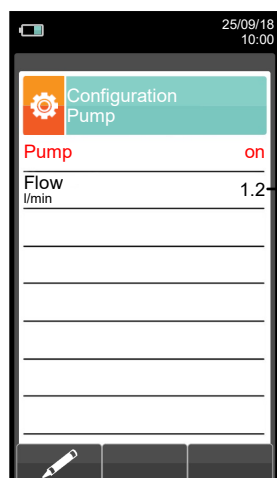 25/09/18
10:00
Configuration
Pump
Pump on
Flow 1.2
l/min